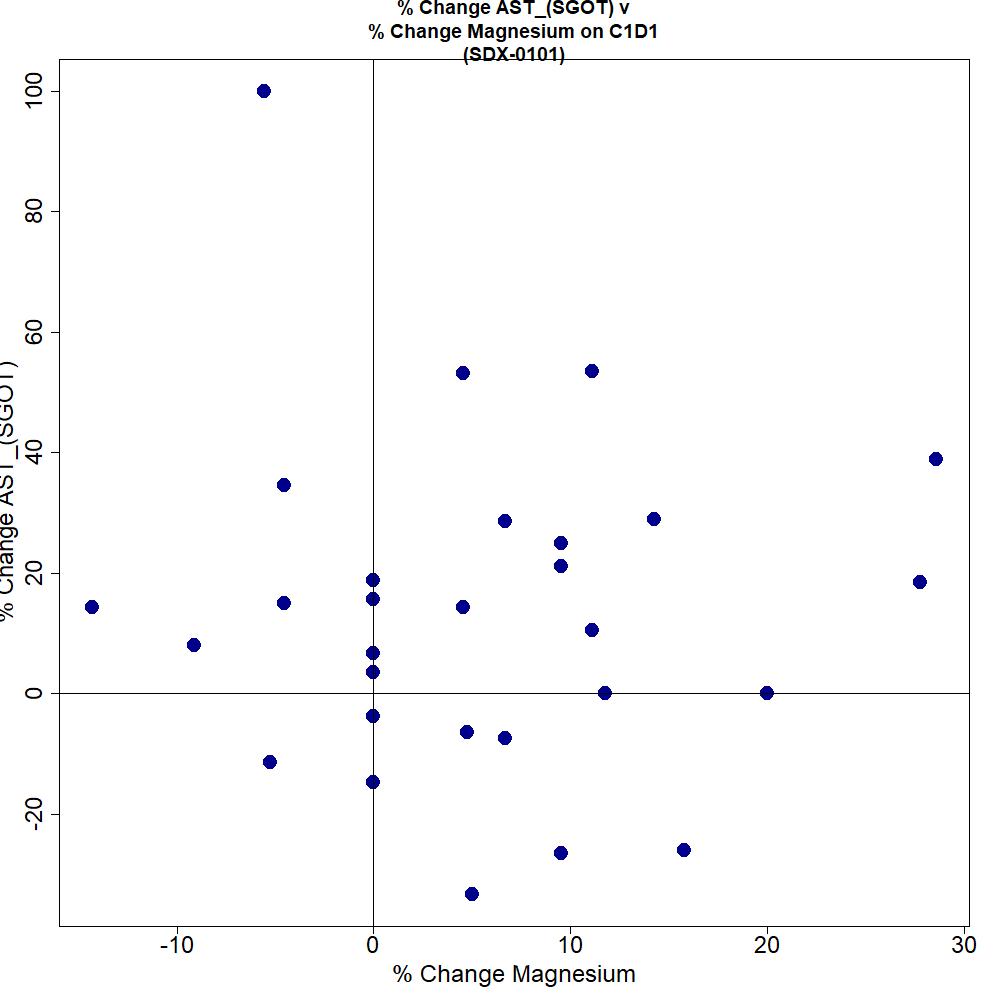 % Change AST_(SGOT) v
% Change Magnesium on C1D1
(SDX-0101)
100
80
60
40
20
0
-20
% Change AST_(SGOT)
-10
0
10
20
30
% Change Magnesium